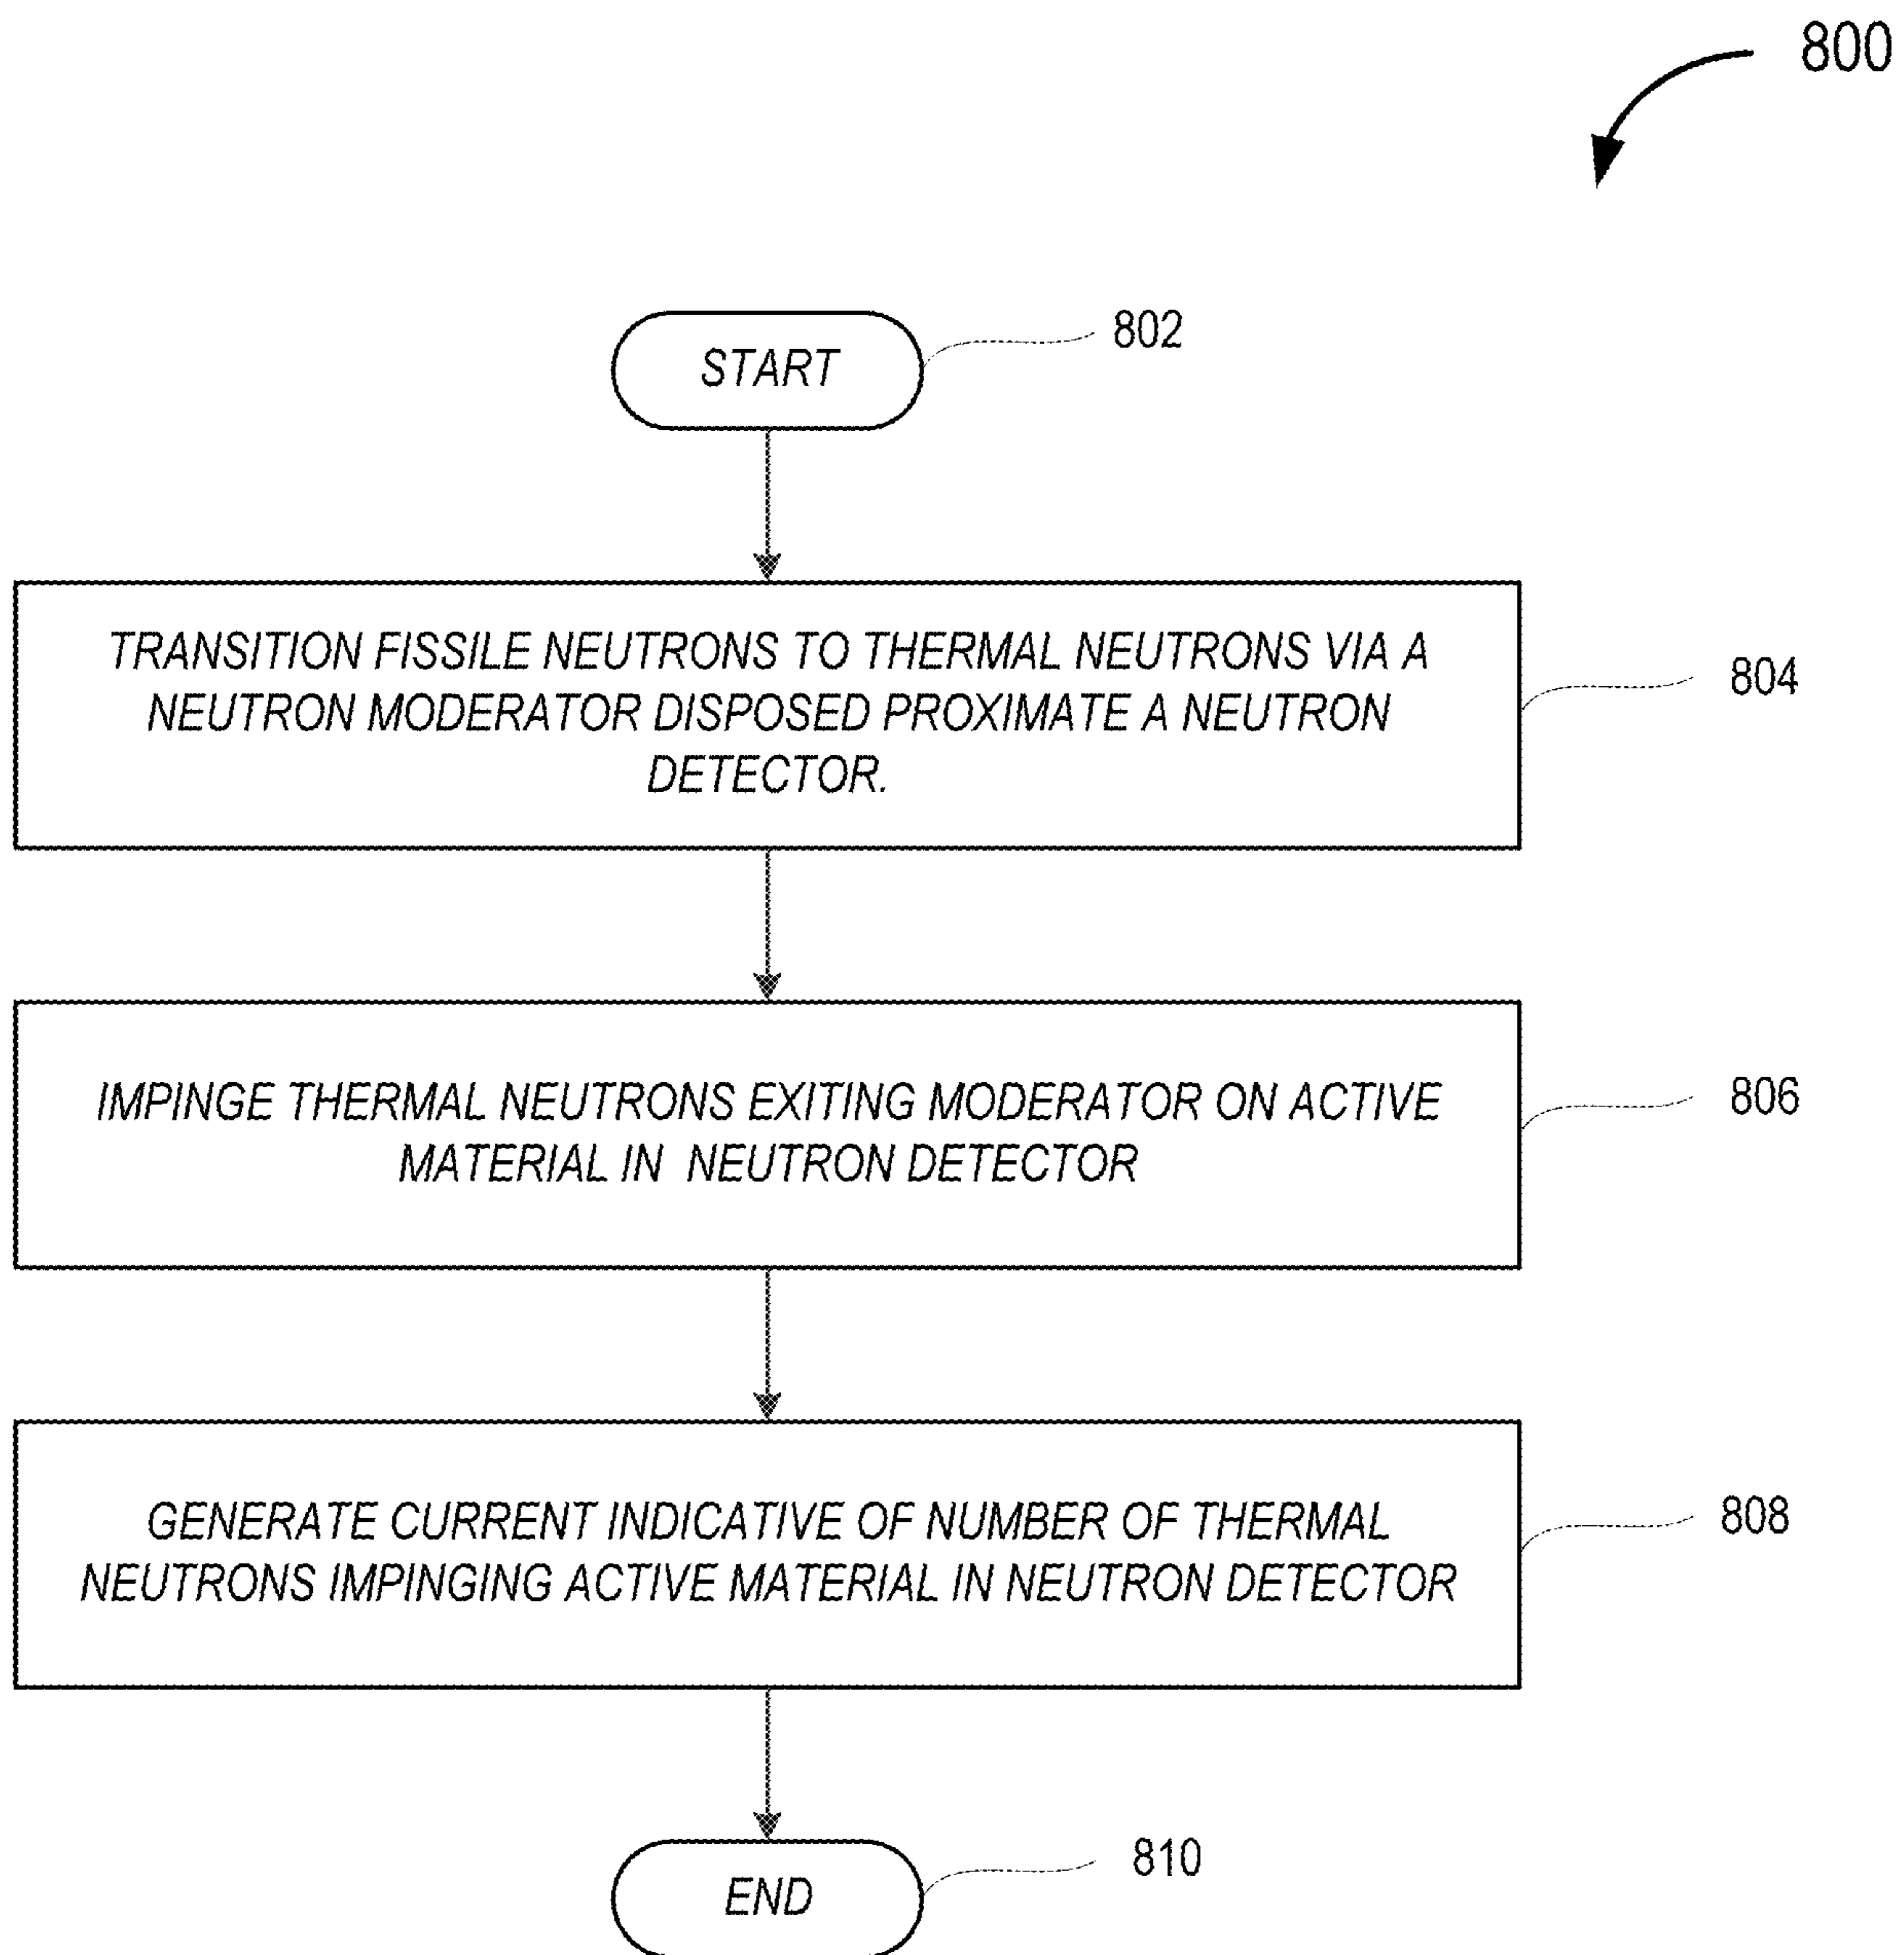 800
START
802
TRANSITION FISSILE NEUTRONS TO THERMAL NEUTRONS VIA A
NEUTRON MODERATOR DISPOSED PROXIMATE A NEUTRON
DETECTOR.
804
IMPINGE THERMAL NEUTRONS EXITING MODERATOR ON ACTIVE
MATERIAL IN NEUTRON DETECTOR
806
GENERATE CURRENT INDICATIVE OF NUMBER OF THERMAL
NEUTRONS IMPINGING ACTIVE MATERIAL IN NEUTRON DETECTOR
808
END
810